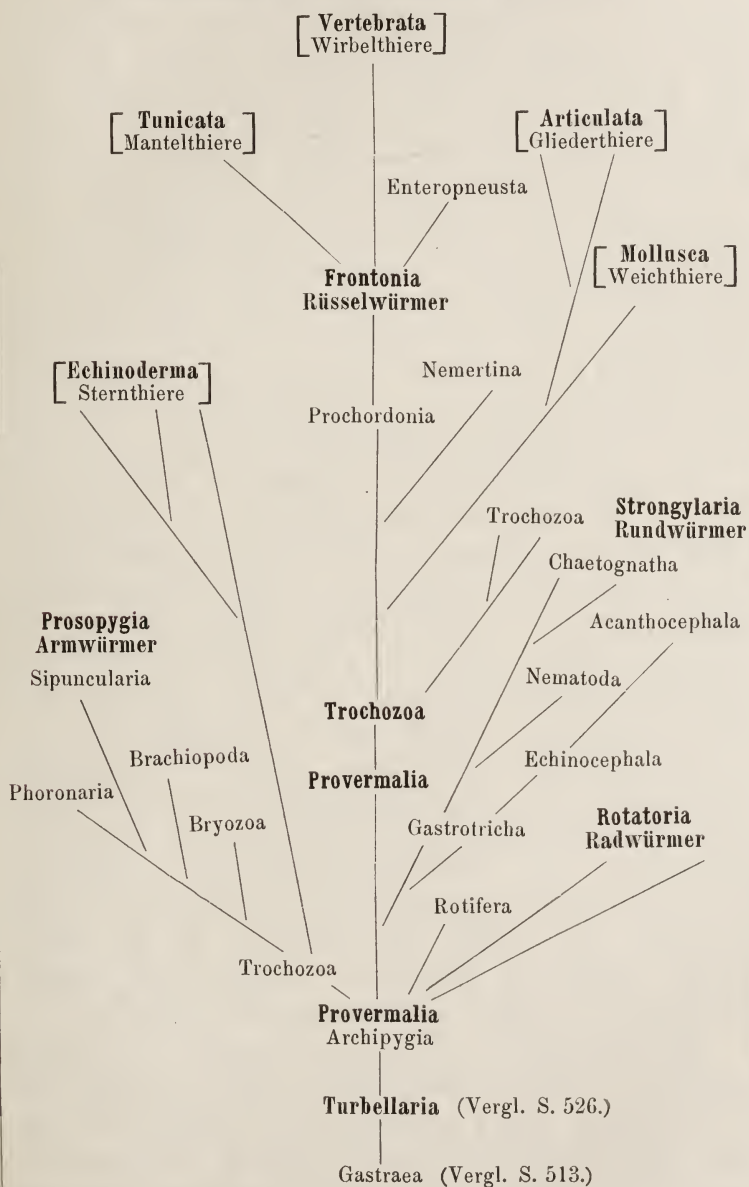 Vertebrata
Wirbelthiere
Tunicata
Mantelthiere
Articulata
Gliederthiere
Enteropneusta
Mollusca
Weichthiere
Frontonia
Rüsselwürmer
Echinoderma
Sternthiere
Nemertina
Prochordonia
Trochozoa
Strongylaria
Rundwürmer
Chaetognatha
Prosopygia
Armwürmer
Acanthocephala
Sipuncularia
Nematoda
Trochozoa
Brachiopoda
Echinocephala
Provermalia
Phoronaria
Bryozoa
Gastrotricha
Rotatoria
Radwürmer
Rotifera
Trochozoa
Provermalia
Archipygia
Turbellaria (Vergl. S. 526.)
Gastraea (Vergl. S. 513.)